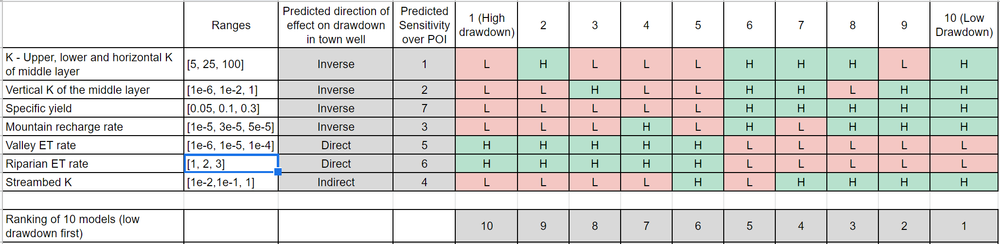 Ranges
Predicted direction of effect on drawdown in town well
Predicted Sensitivity over POI
1 (High drawdown)
2
3
4
5
6
7
8
9
10 (Low Drawdown)
K - Upper, lower and horizontal K of middle layer [5, 25, 100] Inverse 1 L H L L L H H H L H
Vertical K of the middle layer [1e-6, 1e-2, 1] Inverse 2 L L H L L H H L H H
Specific yield [0.05, 0.1, 0.3] Inverse 7 L L L L L H H H H H
Mountain recharge rate [1e-5, 3e-5, 5e-5] Inverse 3 L L L H L H L H H H
Valley ET rate [1e-6, 1e-5, 1e-4] Direct 5 H H H H H L L L L L
Riparian ET rate [1, 2, 3] Direct 6 H H H H H L L L L L
Streambed K [1e-2,1e-1, 1] Indirect 4 L L L L H L H H H H
Ranking of 10 models (low drawdown first) 10 9 8 7 6 5 4 3 2 1